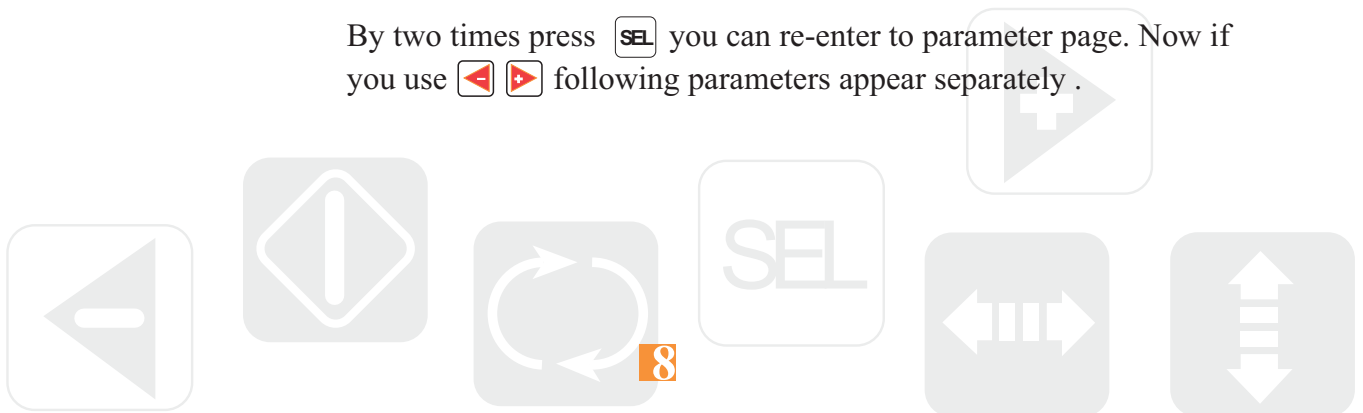 By two times press SEL you can re-enter to parameter page. Now if
you use - + following parameters appear separately .
SEL
8